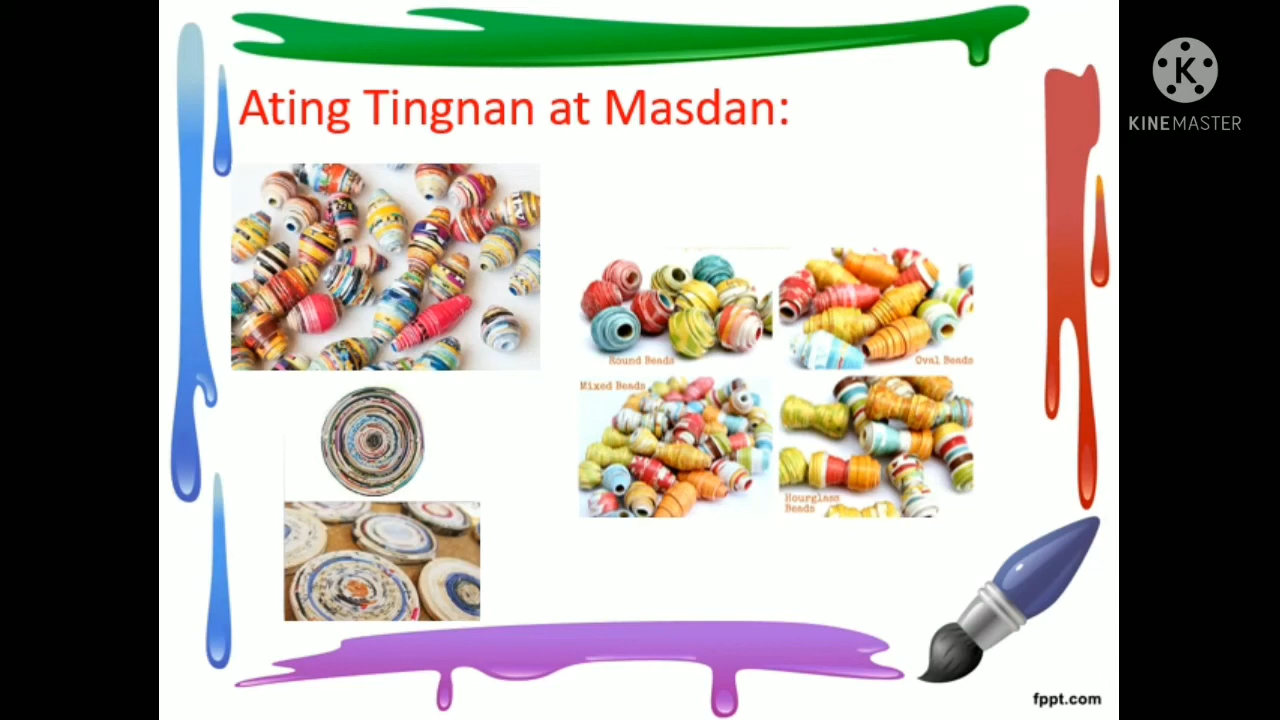 Ating Tingnan at Masdan:
K
KINEMASTER
Round Beads
Oval Beads
Mixed Beads
Hourglass
Beads
fppt.com